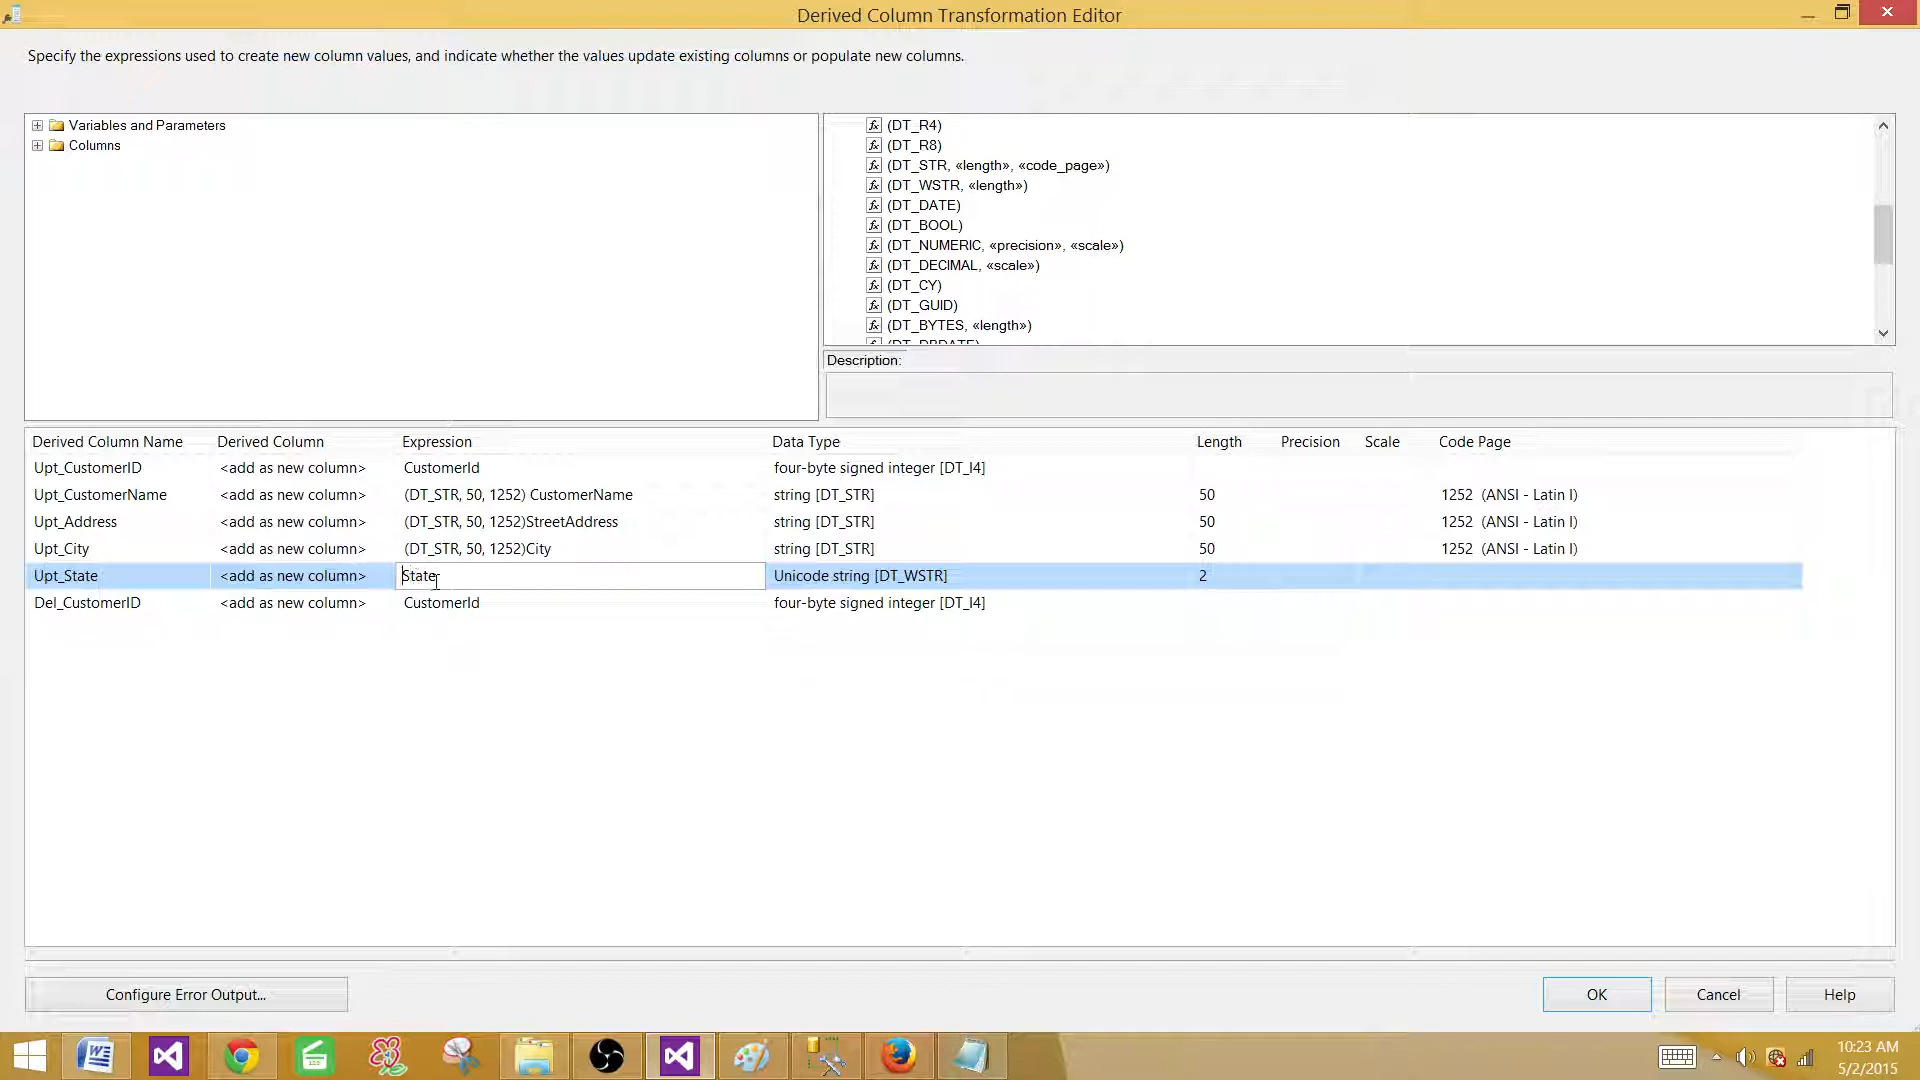 Derived Column Transformation Editor
Specify the expressions used to create new column values, and indicate whether the values update existing columns or populate new columns.
Variables and Parameters
Columns
(DT_R4)
(DT_R8)
(DT_STR, «length», «code_page»)
(DT_WSTR, «length»)
(DT_DATE)
(DT_BOOL)
(DT_NUMERIC, «precision», «scale»)
(DT_DECIMAL, «scale»)
(DT_CY)
(DT_GUID)
(DT_BYTES, «length»)
(DT_DBDATE)
Description:
Derived Column Name Derived Column Expression Data Type Length Precision Scale Code Page
Upt_CustomerID <add as new column> CustomerId four-byte signed integer [DT_I4]
Upt_CustomerName <add as new column> (DT_STR, 50, 1252) CustomerName string [DT_STR] 50 1252 (ANSI - Latin I)
Upt_Address <add as new column> (DT_STR, 50, 1252)StreetAddress string [DT_STR] 50 1252 (ANSI - Latin I)
Upt_City <add as new column> (DT_STR, 50, 1252)City string [DT_STR] 50 1252 (ANSI - Latin I)
Upt_State <add as new column> State Unicode string [DT_WSTR] 2
Del_CustomerID <add as new column> CustomerId four-byte signed integer [DT_I4]
Configure Error Output... OK Cancel Help
10:23 AM
5/2/2015